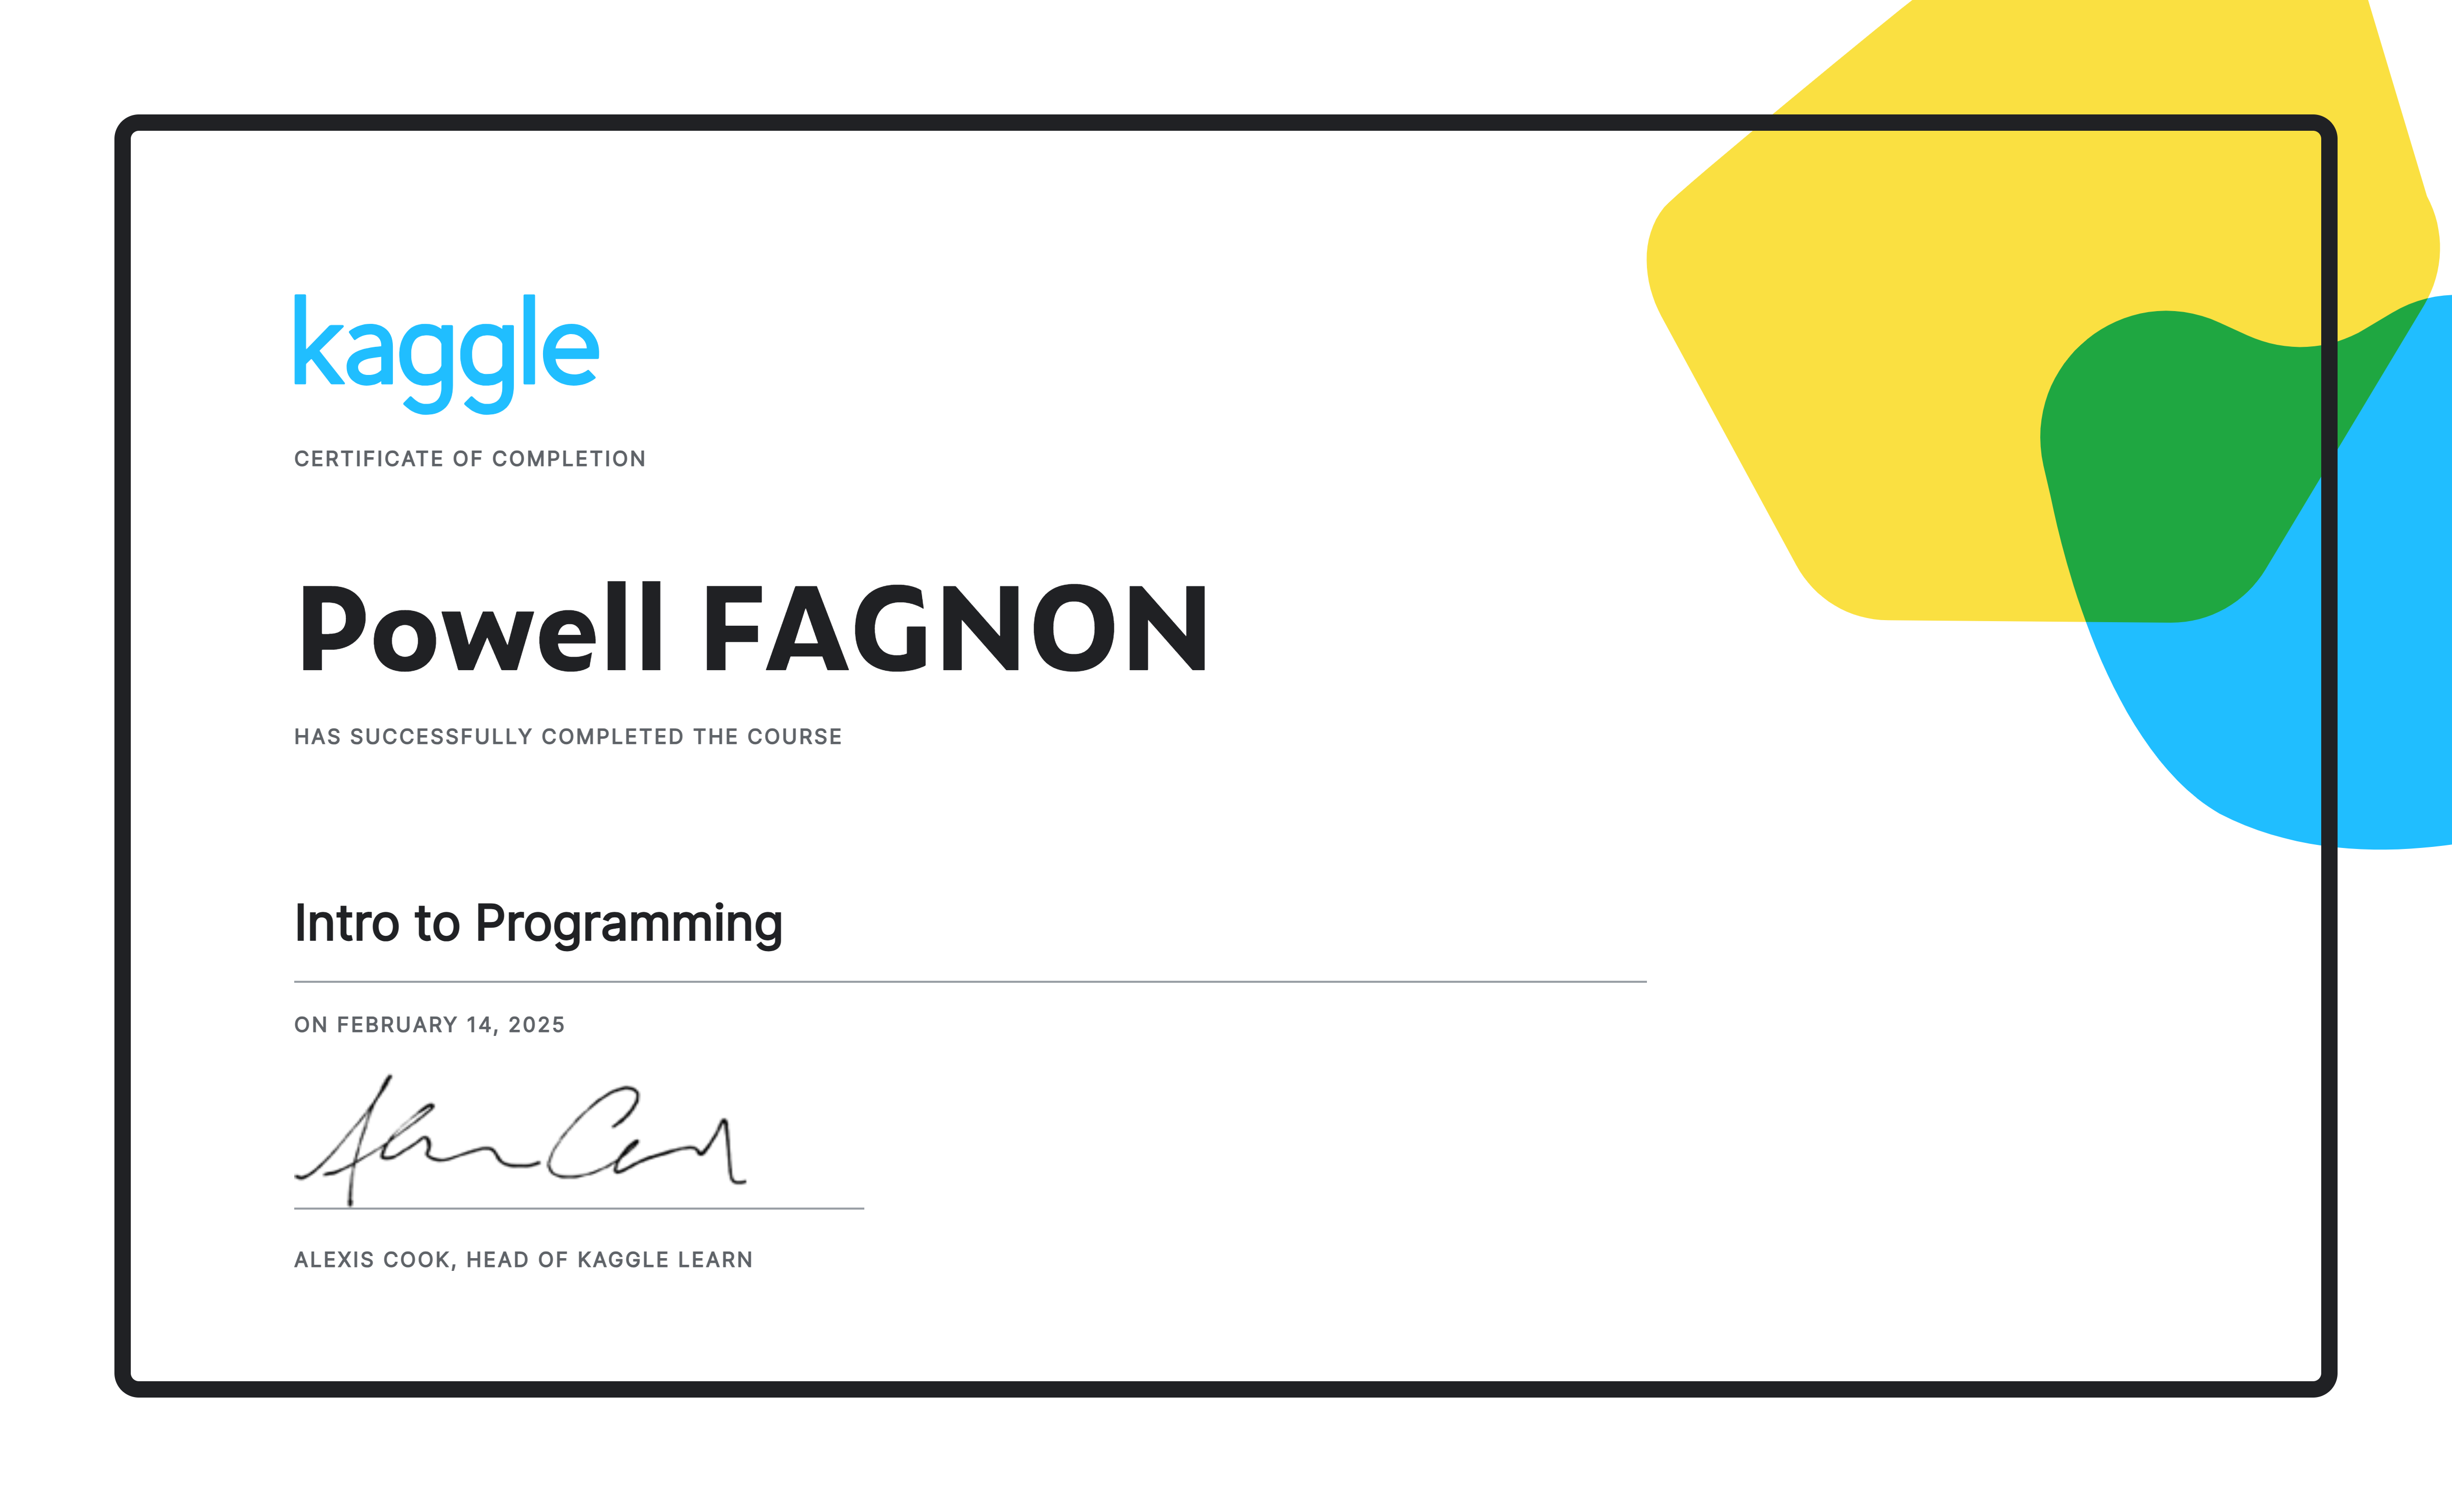 kaggle
CERTIFICATE OF COMPLETION
Powell FAGNON
HAS SUCCESSFULLY COMPLETED THE COURSE
Intro to Programming
ON FEBRUARY 14, 2025
ALEXIS COOK, HEAD OF KAGGLE LEARN